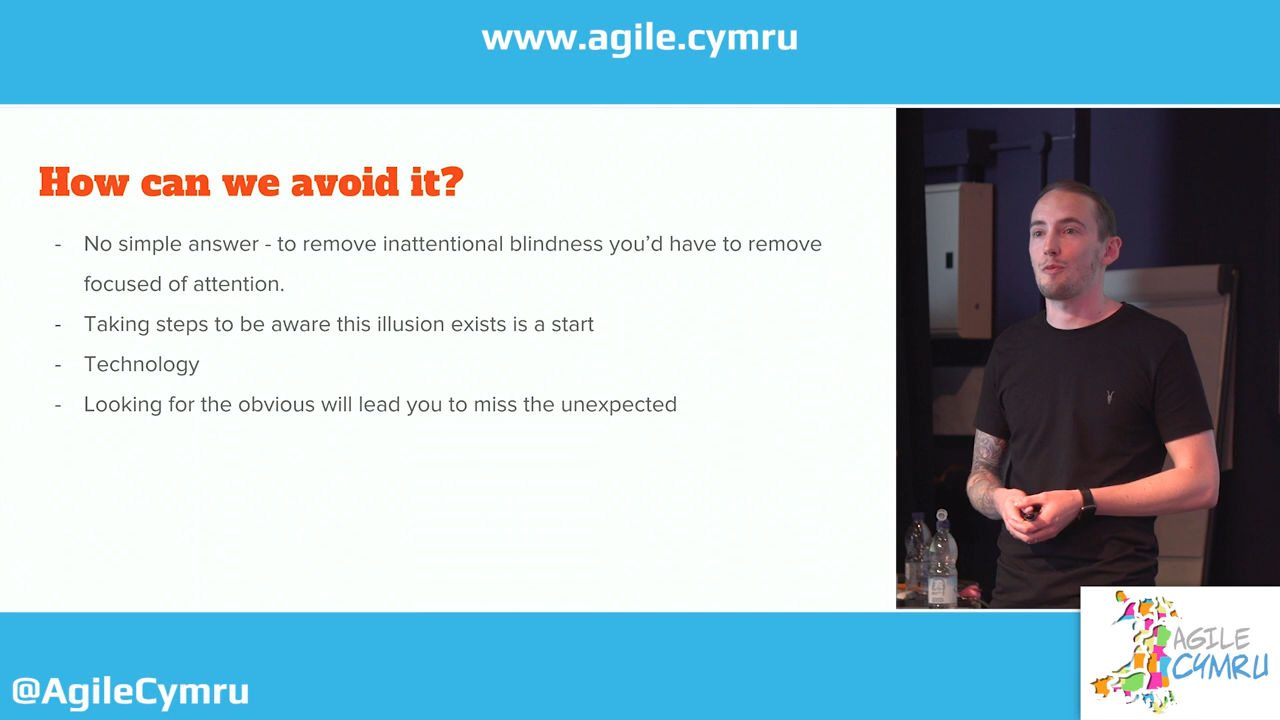 www.agile.cymru
How can we avoid it?
- No simple answer - to remove inattentional blindness you'd have to remove
focused of attention.
- Taking steps to be aware this illusion exists is a start
- Technology
- Looking for the obvious will lead you to miss the unexpected
@AgileCymru
AGILE
CYMRU